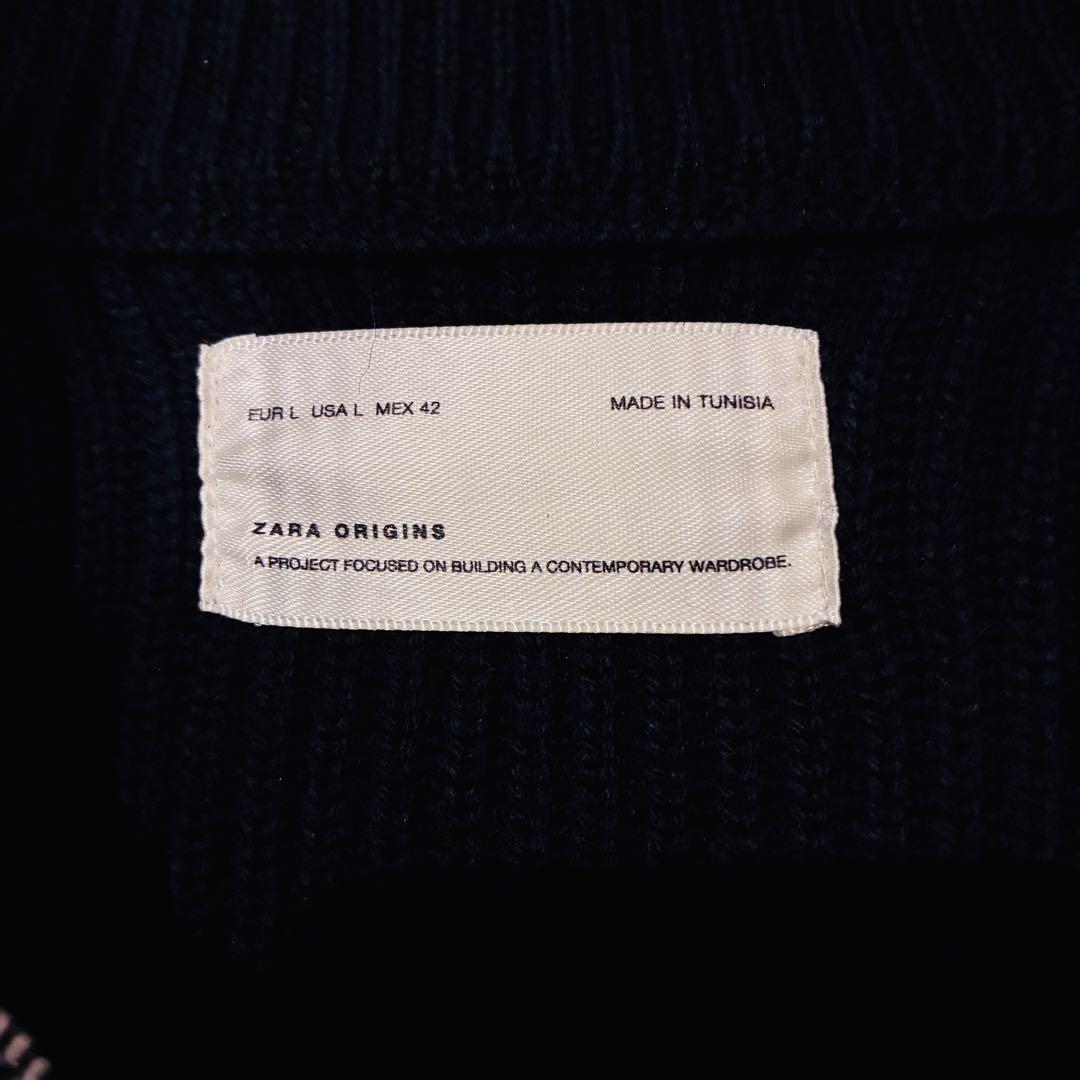 EUR L USA L MEX 42 MADE IN TUNISIA
ZARA ORIGINS
A PROJECT FOCUSED ON BUILDING A CONTEMPORARY WARDROBE.